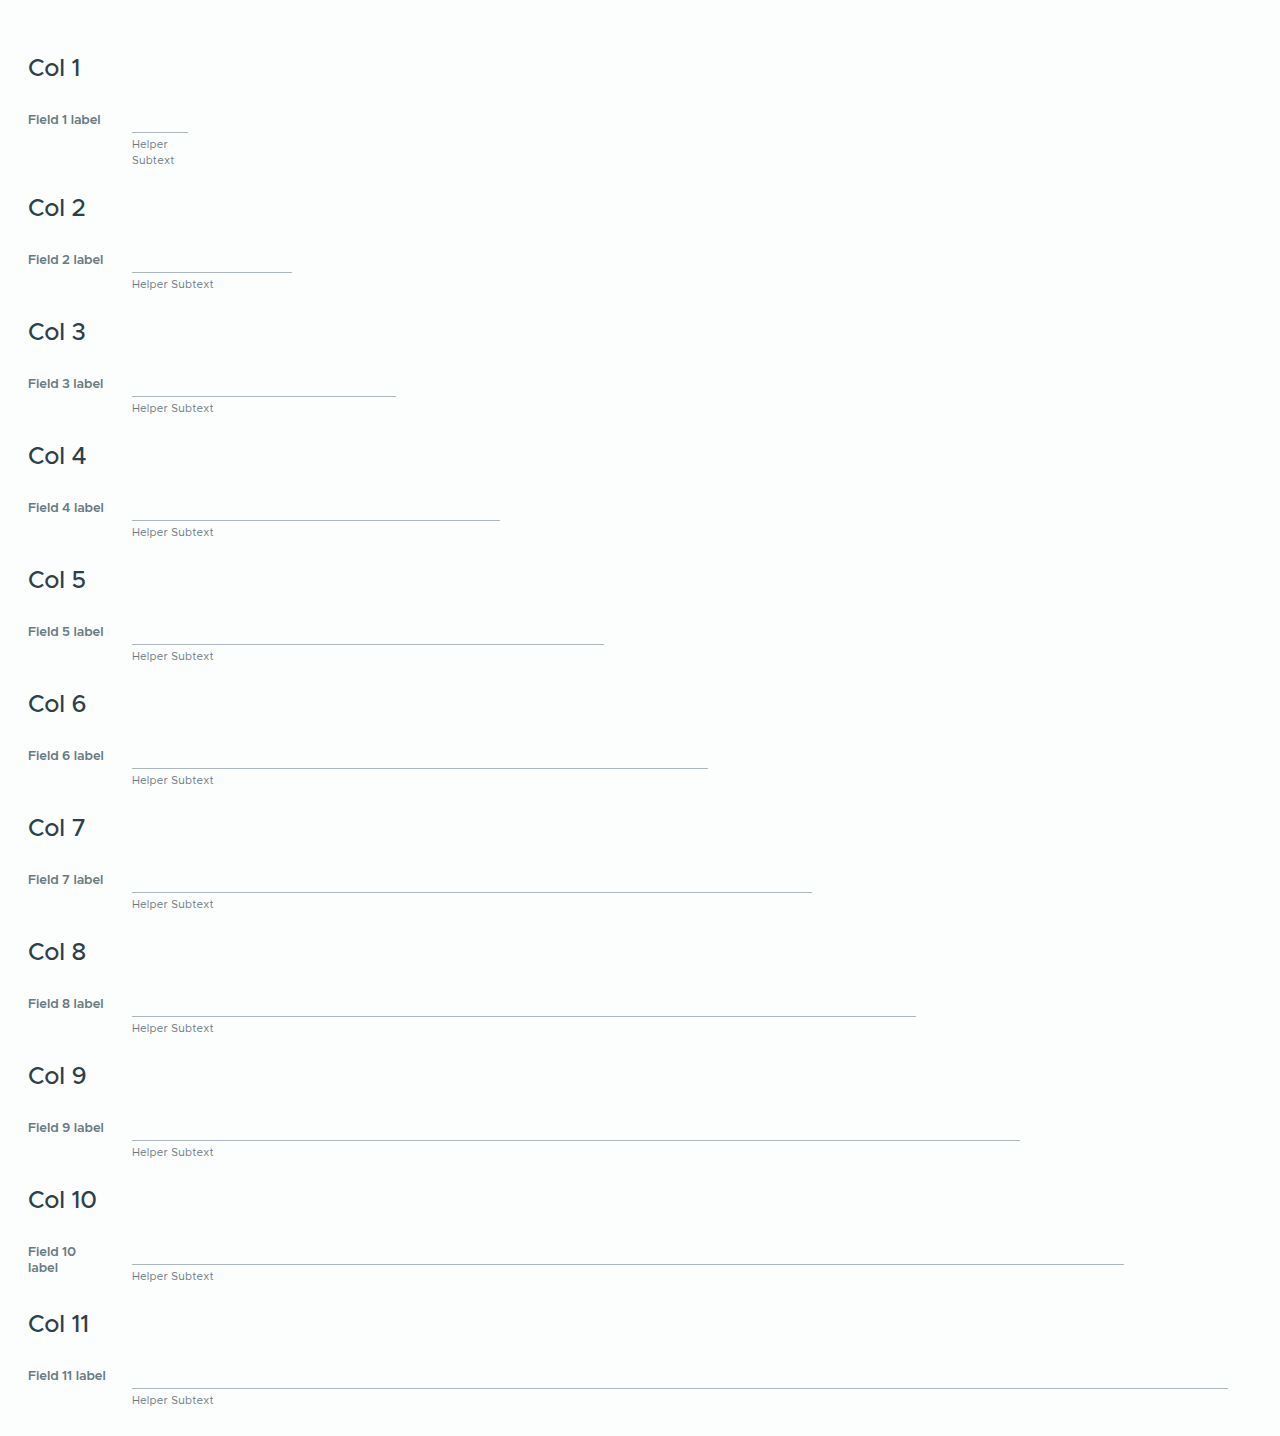 Col 1
Field 1 label
Helper
Subtext
Col 2
Field 2 label
Helper Subtext
Col 3
Field 3 label
Helper Subtext
Col 4
Field 4 label
Helper Subtext
Col 5
Field 5 label
Helper Subtext
Col 6
Field 6 label
Helper Subtext
Col 7
Field 7 label
Helper Subtext
Col 8
Field 8 label
Helper Subtext
Col 9
Field 9 label
Helper Subtext
Col 10
Field 10
label
Helper Subtext
Col 11
Field 11 label
Helper Subtext